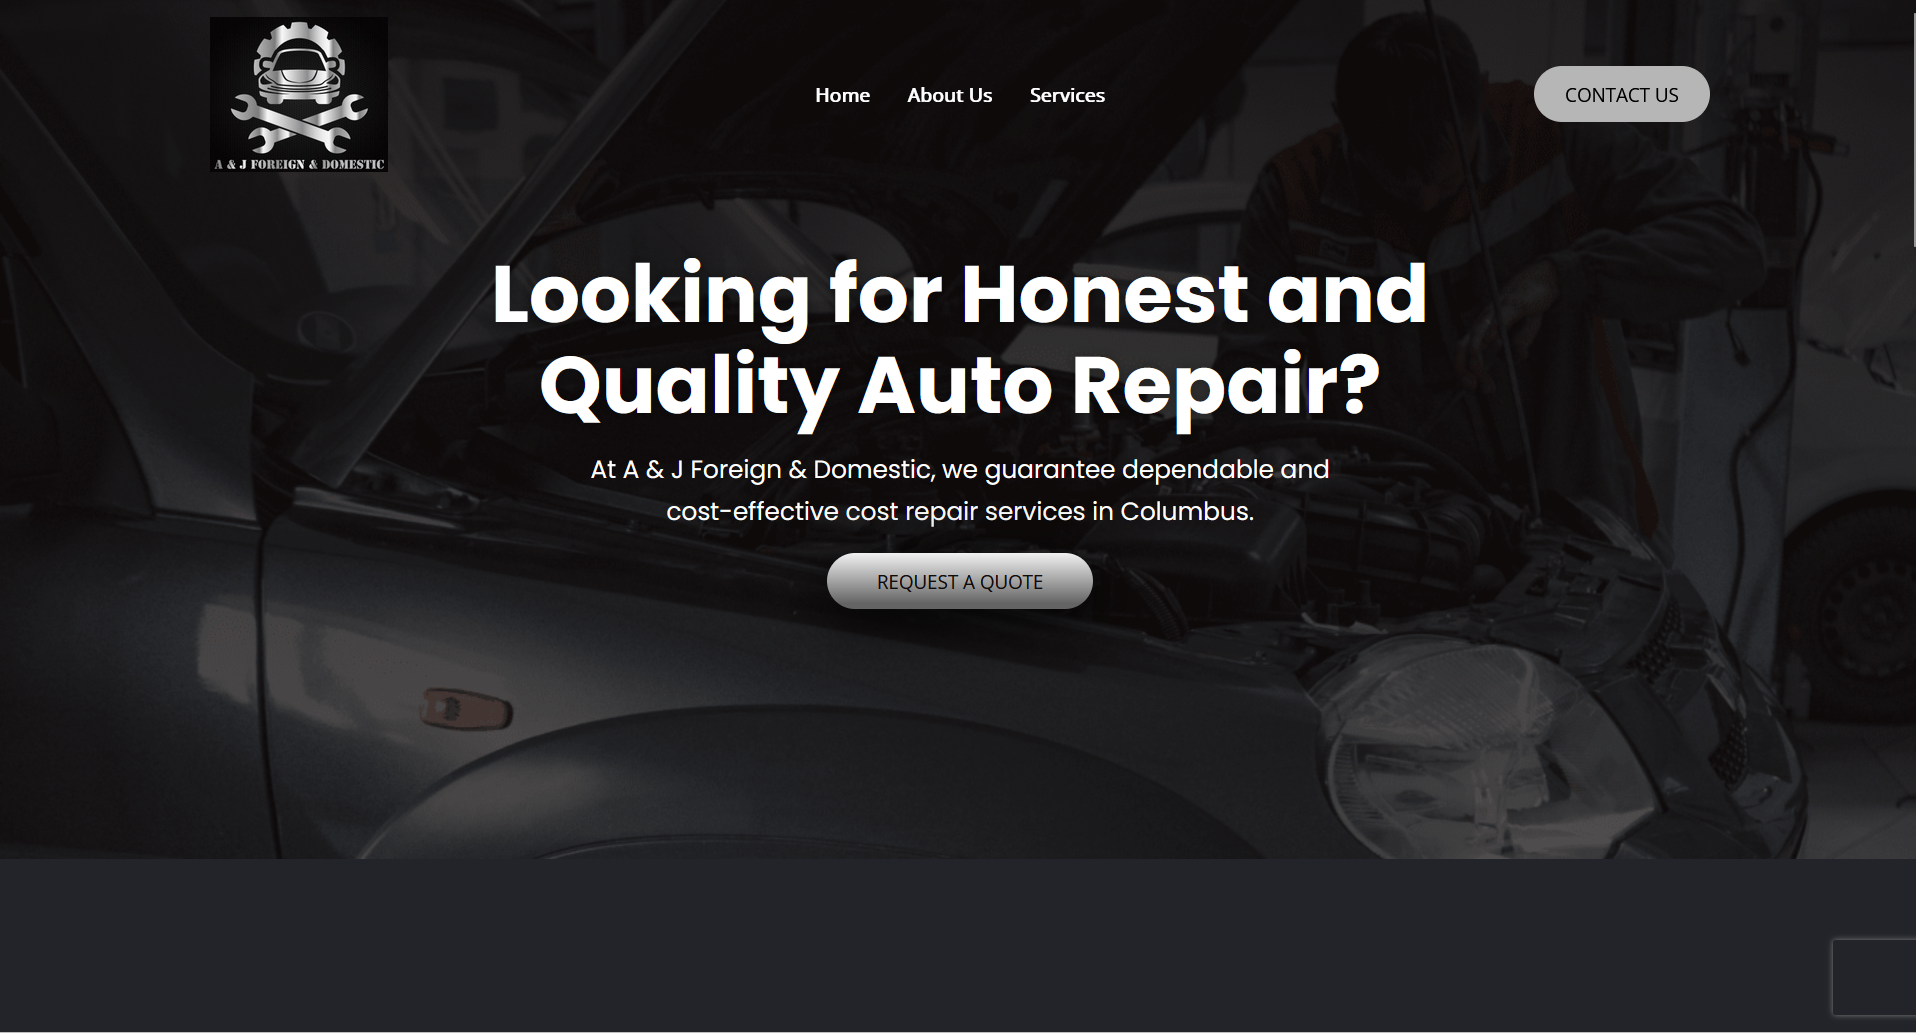 A & J FOREIGN & DOMESTIC
Home
About Us
Services
CONTACT US
Looking for Honest and
Quality Auto Repair?
At A & J Foreign & Domestic, we guarantee dependable and
cost-effective cost repair services in Columbus.
REQUEST A QUOTE